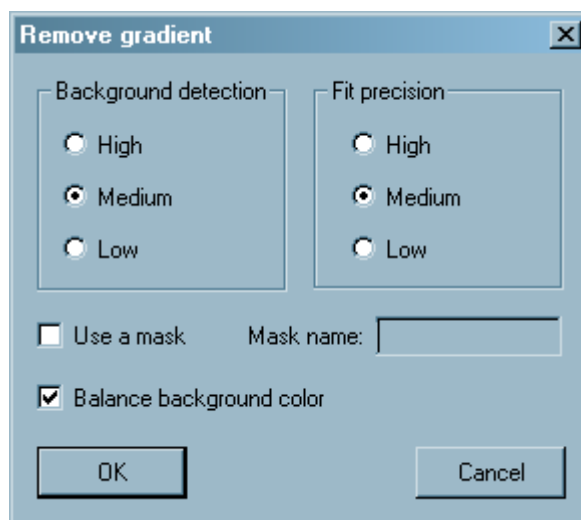 Remove gradient
Background detection
High
Medium
Low
Fit precision
High
Medium
Low
Use a mask
Mask name:
Balance background color
OK
Cancel